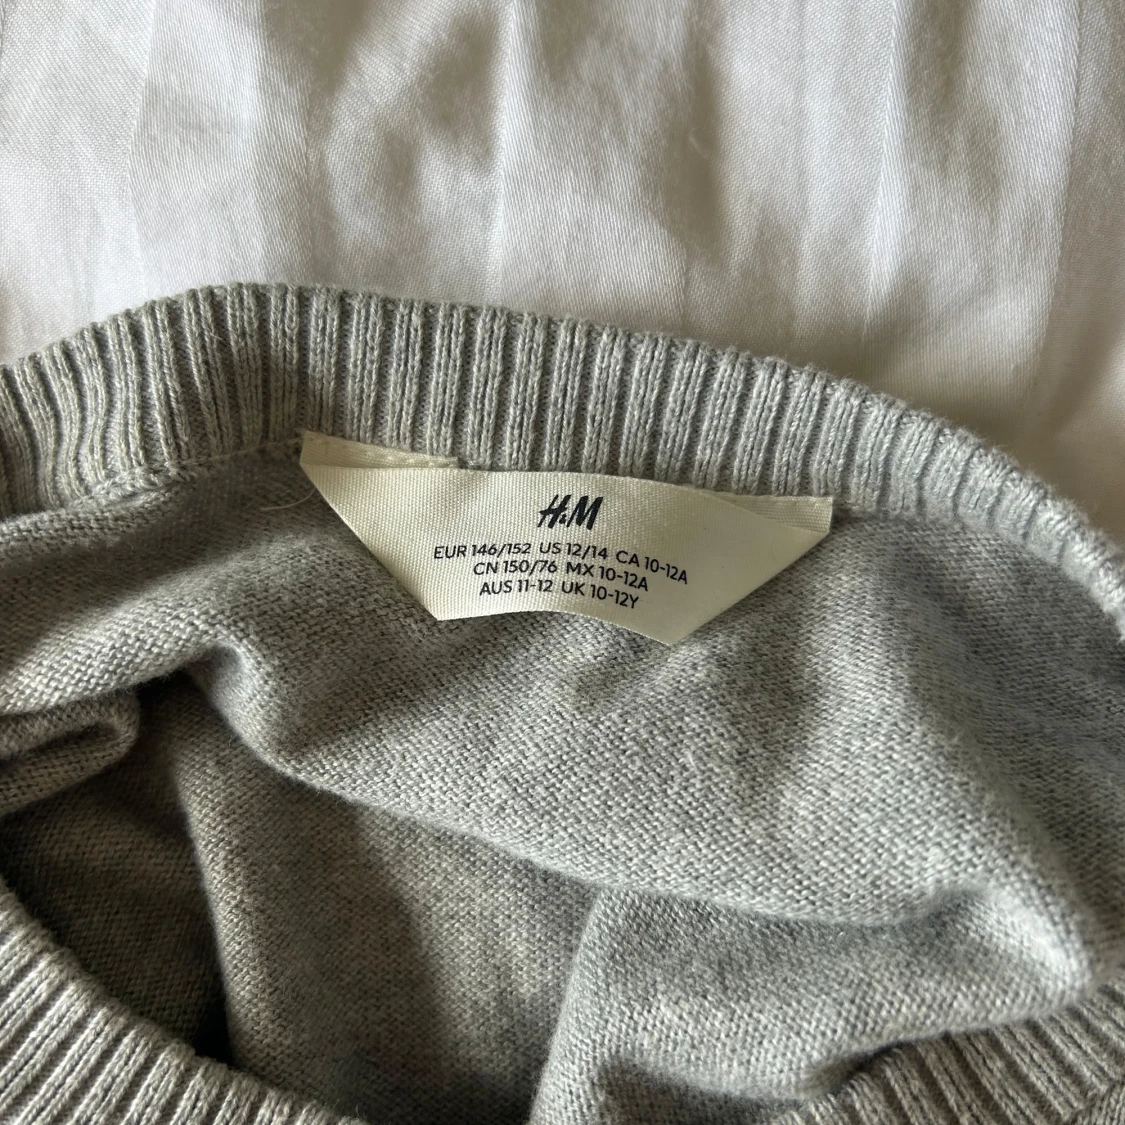 H&M
EUR 146/152 US 12/14 CA 10-12A
CN 150/76 MX 10-12A
AUS 11-12 UK 10-12Y